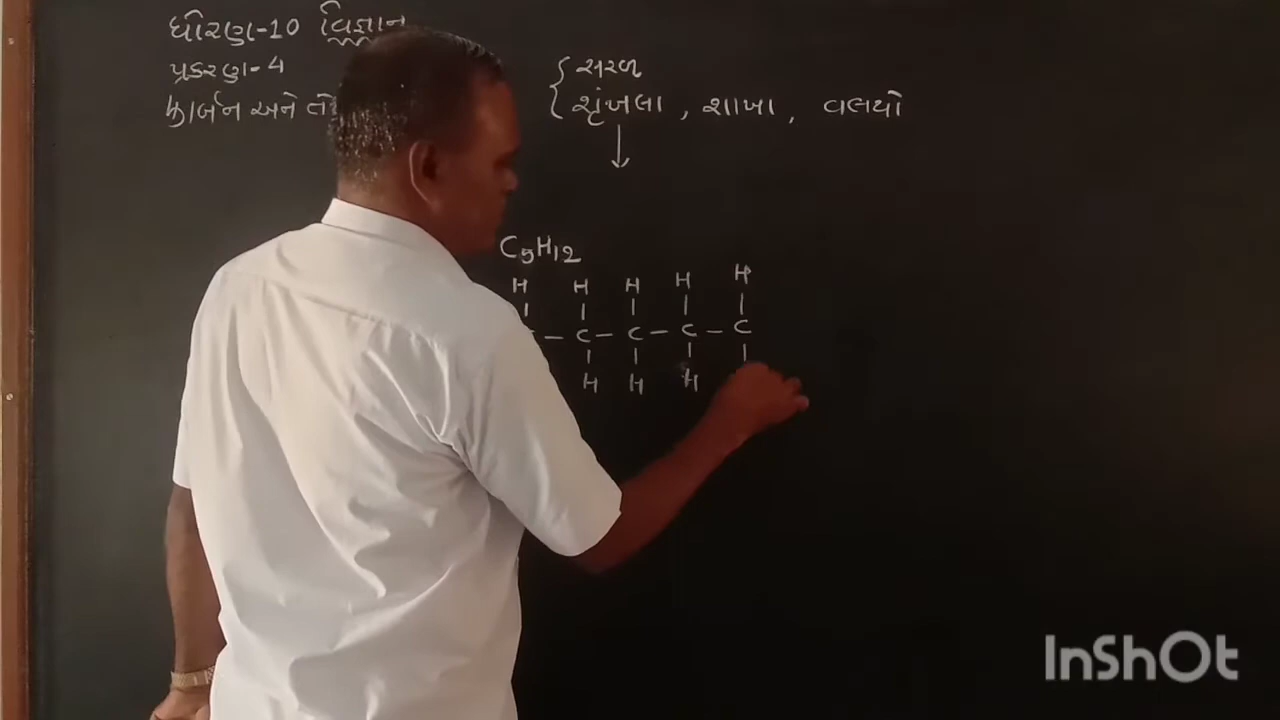 ધોરણ-10 વિજ્ઞાન
પ્રકરણ-4
કાર્બન અને
સરળ
શૃંખલા , શાખા , વલયો
C5H12
H H H H H
- C - C - C - C
H H H H
InShOt